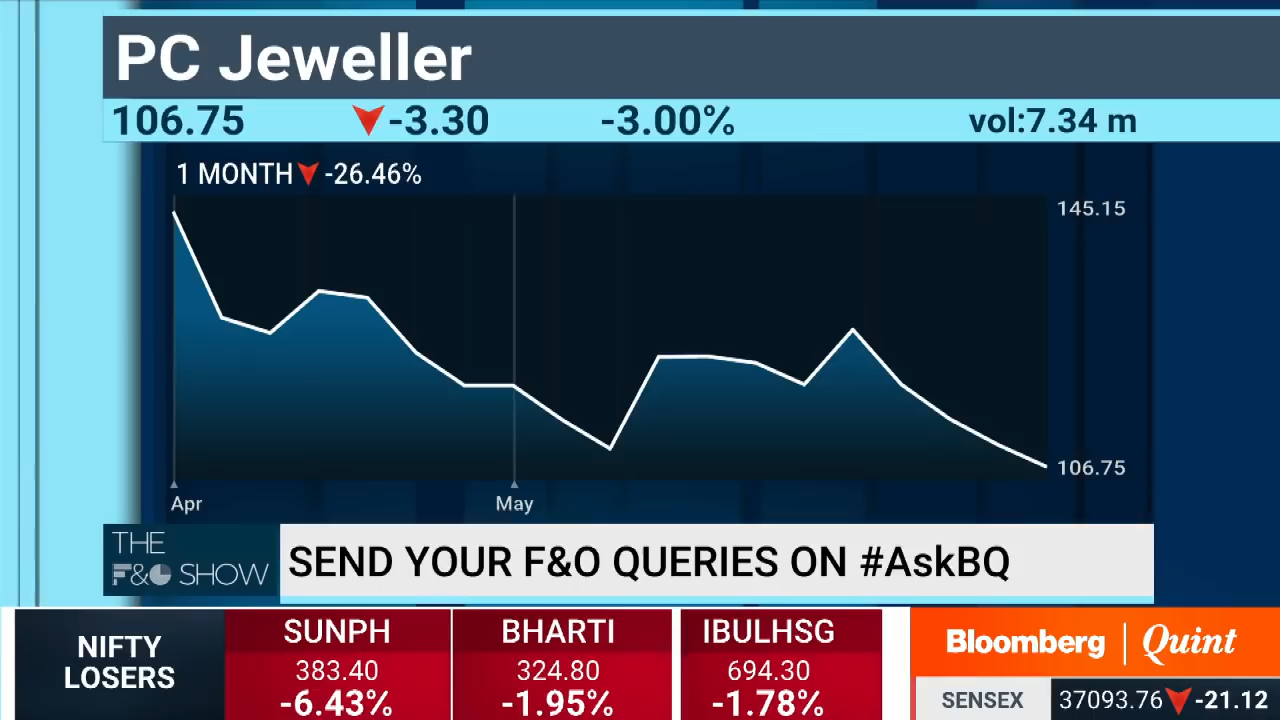 PC Jeweller
106.75 -3.30 -3.00% vol:7.34 m
1 MONTH -26.46%
145.15
106.75
Apr May
THE
F&O SHOW
SEND YOUR F&O QUERIES ON #AskBQ
NIFTY
LOSERS
SUNPH
383.40
-6.43%
BHARTI
324.80
-1.95%
IBULHSG
694.30
-1.78%
Bloomberg | Quint
SENSEX 37093.76 -21.12